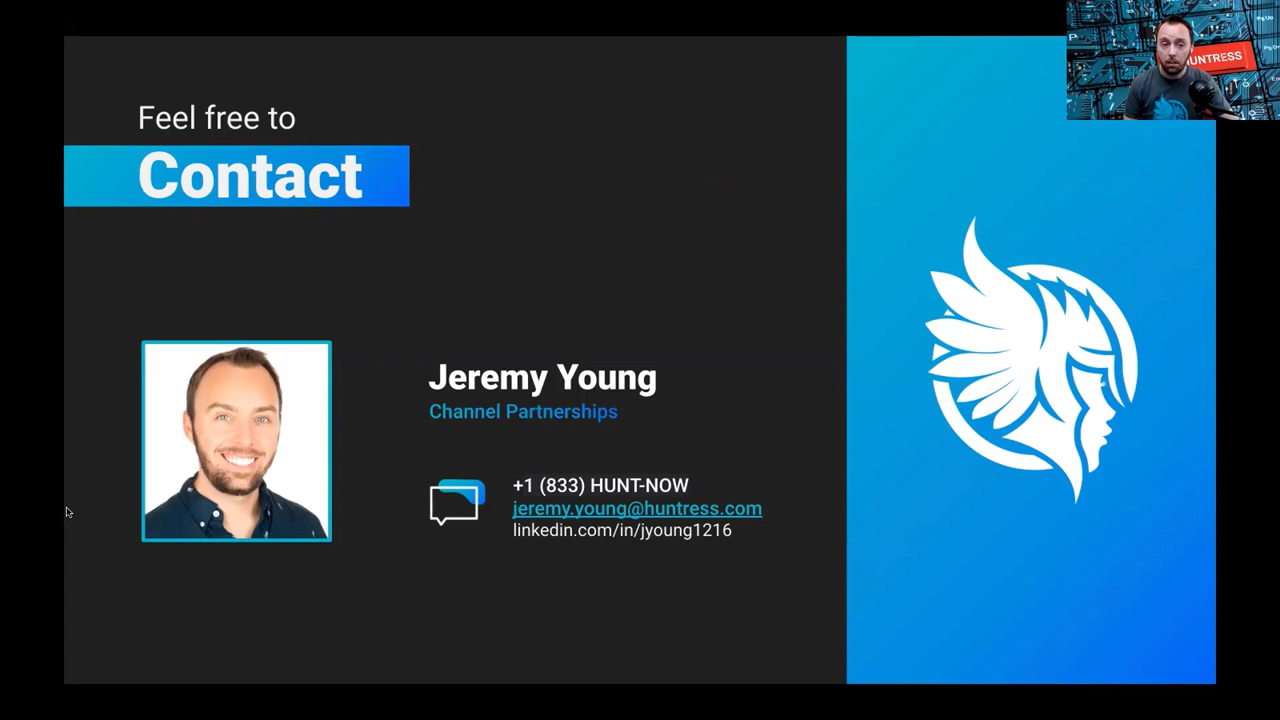 Feel free to
Contact
Jeremy Young
Channel Partnerships
+1 (833) HUNT-NOW
jeremy.young@huntress.com
linkedin.com/in/jyoung1216
HUNTRESS